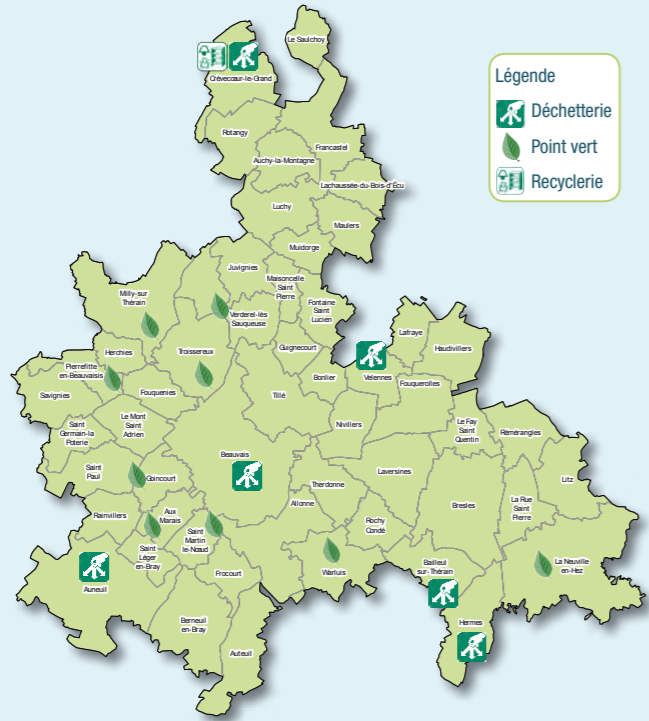 Le Saulchoy
Crèvecœur-le-Grand
Légende
Déchetterie
Point vert
Recyclerie
Rotangy
Francastel
Auchy-la-Montagne
Lachaussée-du-Bois-d'Écu
Luchy
Maulers
Muidorge
Juvignies
Maisoncelle
Saint
Pierre
Milly-sur
Thérain
Fontaine
Saint
Lucien
Verderel-lès
Sauqueuse
Lafraye
Haudivillers
Herchies
Troissereux
Guignecourt
Pierrefitte
en-Beauvaisis
Bonlier
Velennes
Fouquerolles
Savignies
Fouquenies
Tillé
Le Mont
Saint
Adrien
Saint
Germain-la
Poterie
Nivillers
Le Fay
Saint
Quentin
Rémérangles
Beauvais
Saint
Paul
Goincourt
Laversines
Litz
Therdonne
Allonne
Bresles
La Rue
Saint
Pierre
Rainvillers
Aux
Marais
Saint
Martin
le-Nœud
Rochy
Condé
Saint
Léger
en-Bray
Bailleul
sur-Thérain
La Neuville
en-Hez
Warluis
Frocourt
Auneuil
Berneuil
en-Bray
Hermes
Auteuil